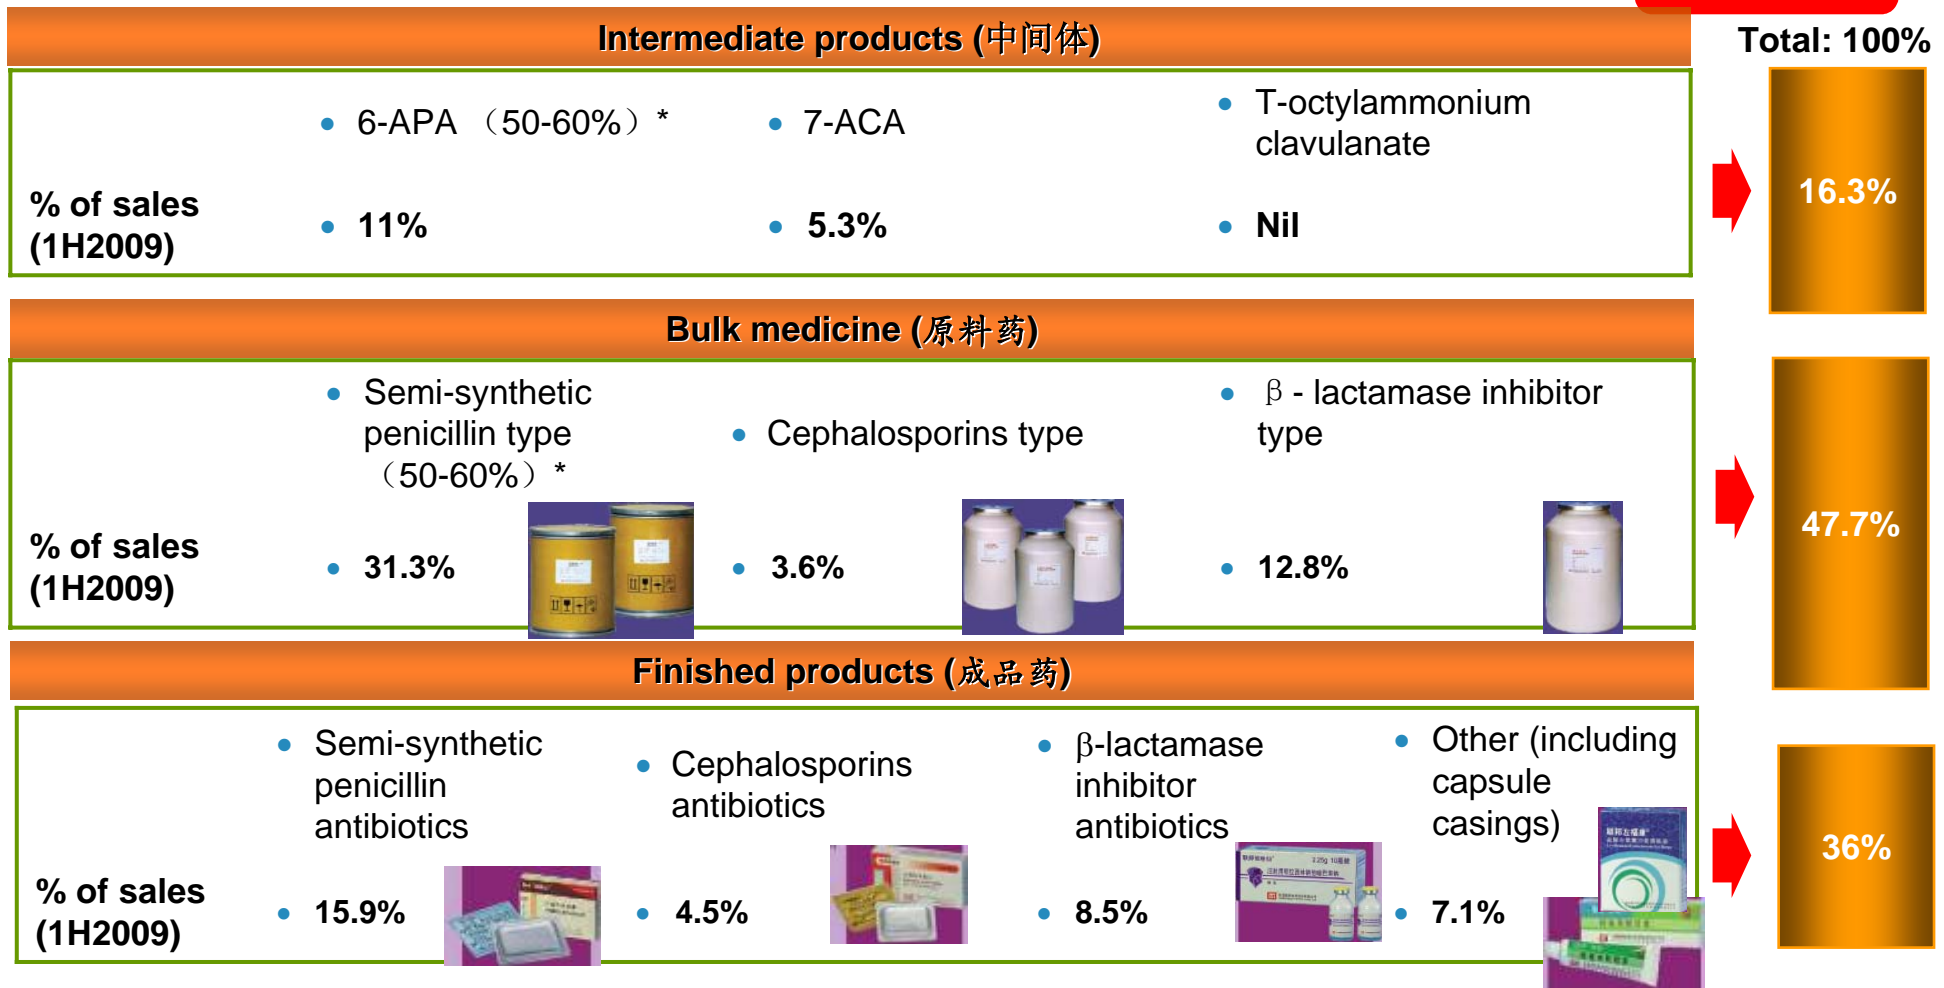 Intermediate products (中间体)
Total: 100%
• 6-APA （50-60%）*
• 7-ACA
• T-octylammonium
clavulanate
% of sales
(1H2009)
• 11%
• 5.3%
• Nil
16.3%
Bulk medicine (原料药)
• Semi-synthetic
penicillin type
（50-60%）*
• Cephalosporins type
• β - lactamase inhibitor
type
% of sales
(1H2009)
• 31.3%
• 3.6%
• 12.8%
47.7%
Finished products (成品药)
• Semi-synthetic
penicillin
antibiotics
• Cephalosporins
antibiotics
• β-lactamase
inhibitor
antibiotics
• Other (including
capsule
casings)
% of sales
(1H2009)
• 15.9%
• 4.5%
• 8.5%
• 7.1%
36%